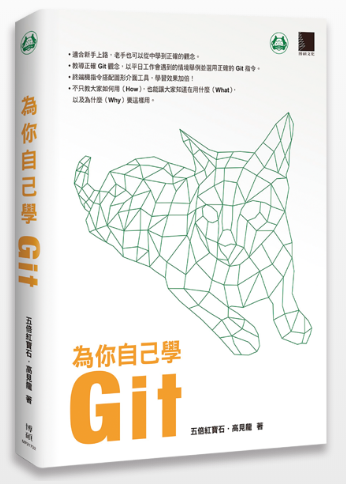 • 適合新手上路，老手也可以從中學到正確的觀念。
• 教導正確 Git 觀念，以平日工作會遇到的情境舉例並選用正確的 Git 指令。
• 終端機指令搭配圖形介面工具，學習效果加倍！
• 不只教大家如何用（How），也能讓大家知道在用什麼（What），
以及為什麼（Why）要這樣用。
博碩文化
為你自己學
Git
五倍紅寶石・高見龍 著
為你自己學 Git
五倍紅寶石・高見龍 著
博碩